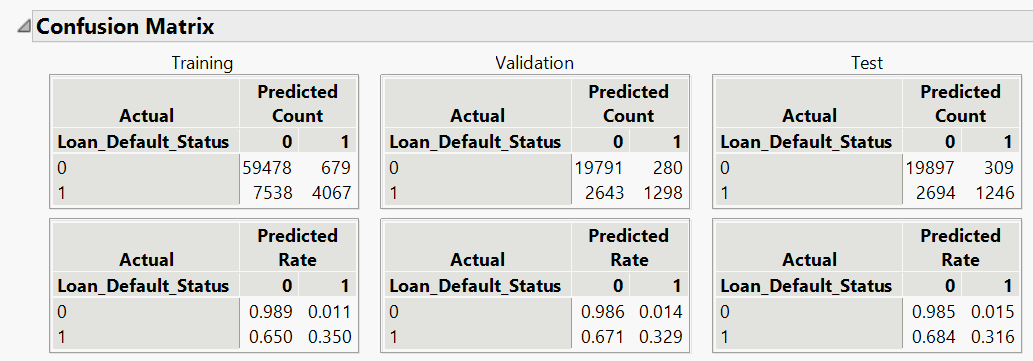 Confusion Matrix
Training Validation Test
Predicted Predicted Predicted
Actual Count Actual Count Actual Count
Loan_Default_Status 0 1 Loan_Default_Status 0 1 Loan_Default_Status 0 1
0 59478 679 0 19791 280 0 19897 309
1 7538 4067 1 2643 1298 1 2694 1246
Predicted Predicted Predicted
Actual Rate Actual Rate Actual Rate
Loan_Default_Status 0 1 Loan_Default_Status 0 1 Loan_Default_Status 0 1
0 0.989 0.011 0 0.986 0.014 0 0.985 0.015
1 0.650 0.350 1 0.671 0.329 1 0.684 0.316